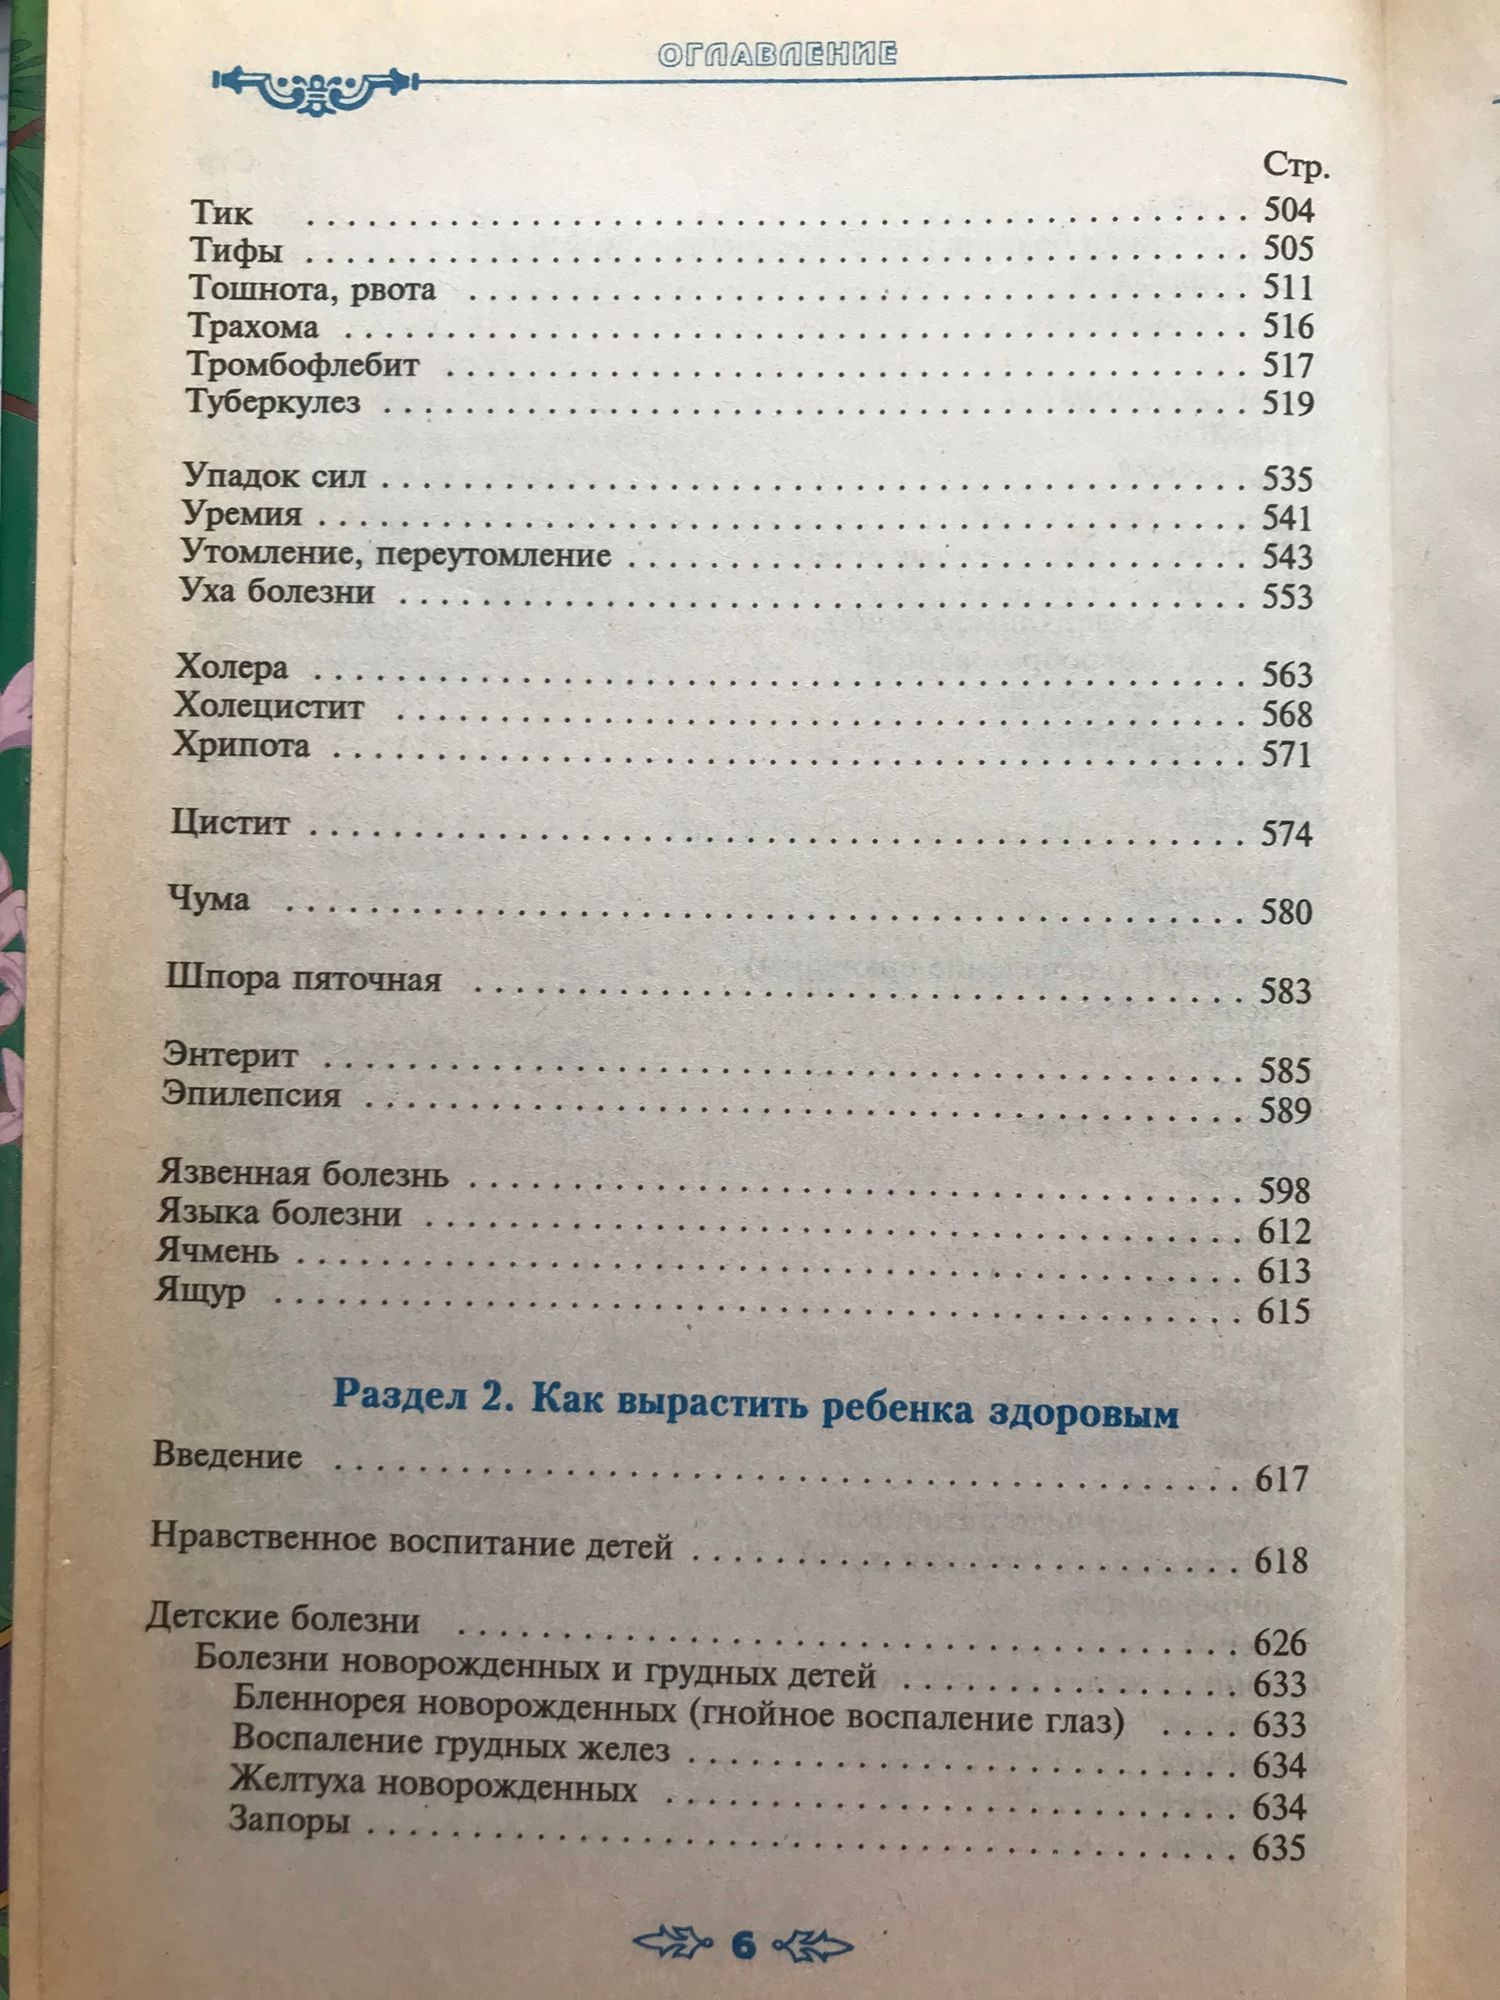 ОГЛАВЛЕНИЕ
Стр.
Тик . . . . . . . . . . 504
Тифы . . . . . . . . . . 505
Тошнота, рвота . . . . . . . . . . 511
Трахома . . . . . . . . . . 516
Тромбофлебит . . . . . . . . . . 517
Туберкулез . . . . . . . . . . 519
Упадок сил . . . . . . . . . . 535
Уремия . . . . . . . . . . 541
Утомление, переутомление . . . . . . . . . . 543
Уха болезни . . . . . . . . . . 553
Холера . . . . . . . . . . 563
Холецистит . . . . . . . . . . 568
Хрипота . . . . . . . . . . 571
Цистит . . . . . . . . . . 574
Чума . . . . . . . . . . 580
Шпора пяточная . . . . . . . . . . 583
Энтерит . . . . . . . . . . 585
Эпилепсия . . . . . . . . . . 589
Язвенная болезнь . . . . . . . . . . 598
Языка болезни . . . . . . . . . . 612
Ячмень . . . . . . . . . . 613
Ящур . . . . . . . . . . 615
Раздел 2. Как вырастить ребенка здоровым
Введение . . . . . . . . . . 617
Нравственное воспитание детей . . . . . . . . . . 618
Детские болезни . . . . . . . . . . 626
Болезни новорожденных и грудных детей . . . . . . . . . . 633
Бленнорея новорожденных (гнойное воспаление глаз) . . . . 633
Воспаление грудных желез . . . . . . . . . . 634
Желтуха новорожденных . . . . . . . . . . 634
Запоры . . . . . . . . . . 635
6